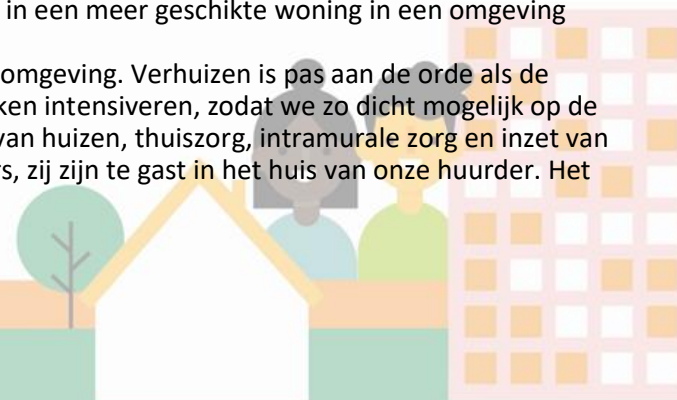 in een meer geschikte woning in een omgeving
omgeving. Verhuizen is pas aan de orde als de
ken intensiveren, zodat we zo dicht mogelijk op de
van huizen, thuiszorg, intramurale zorg en inzet van
s, zij zijn te gast in het huis van onze huurder. Het